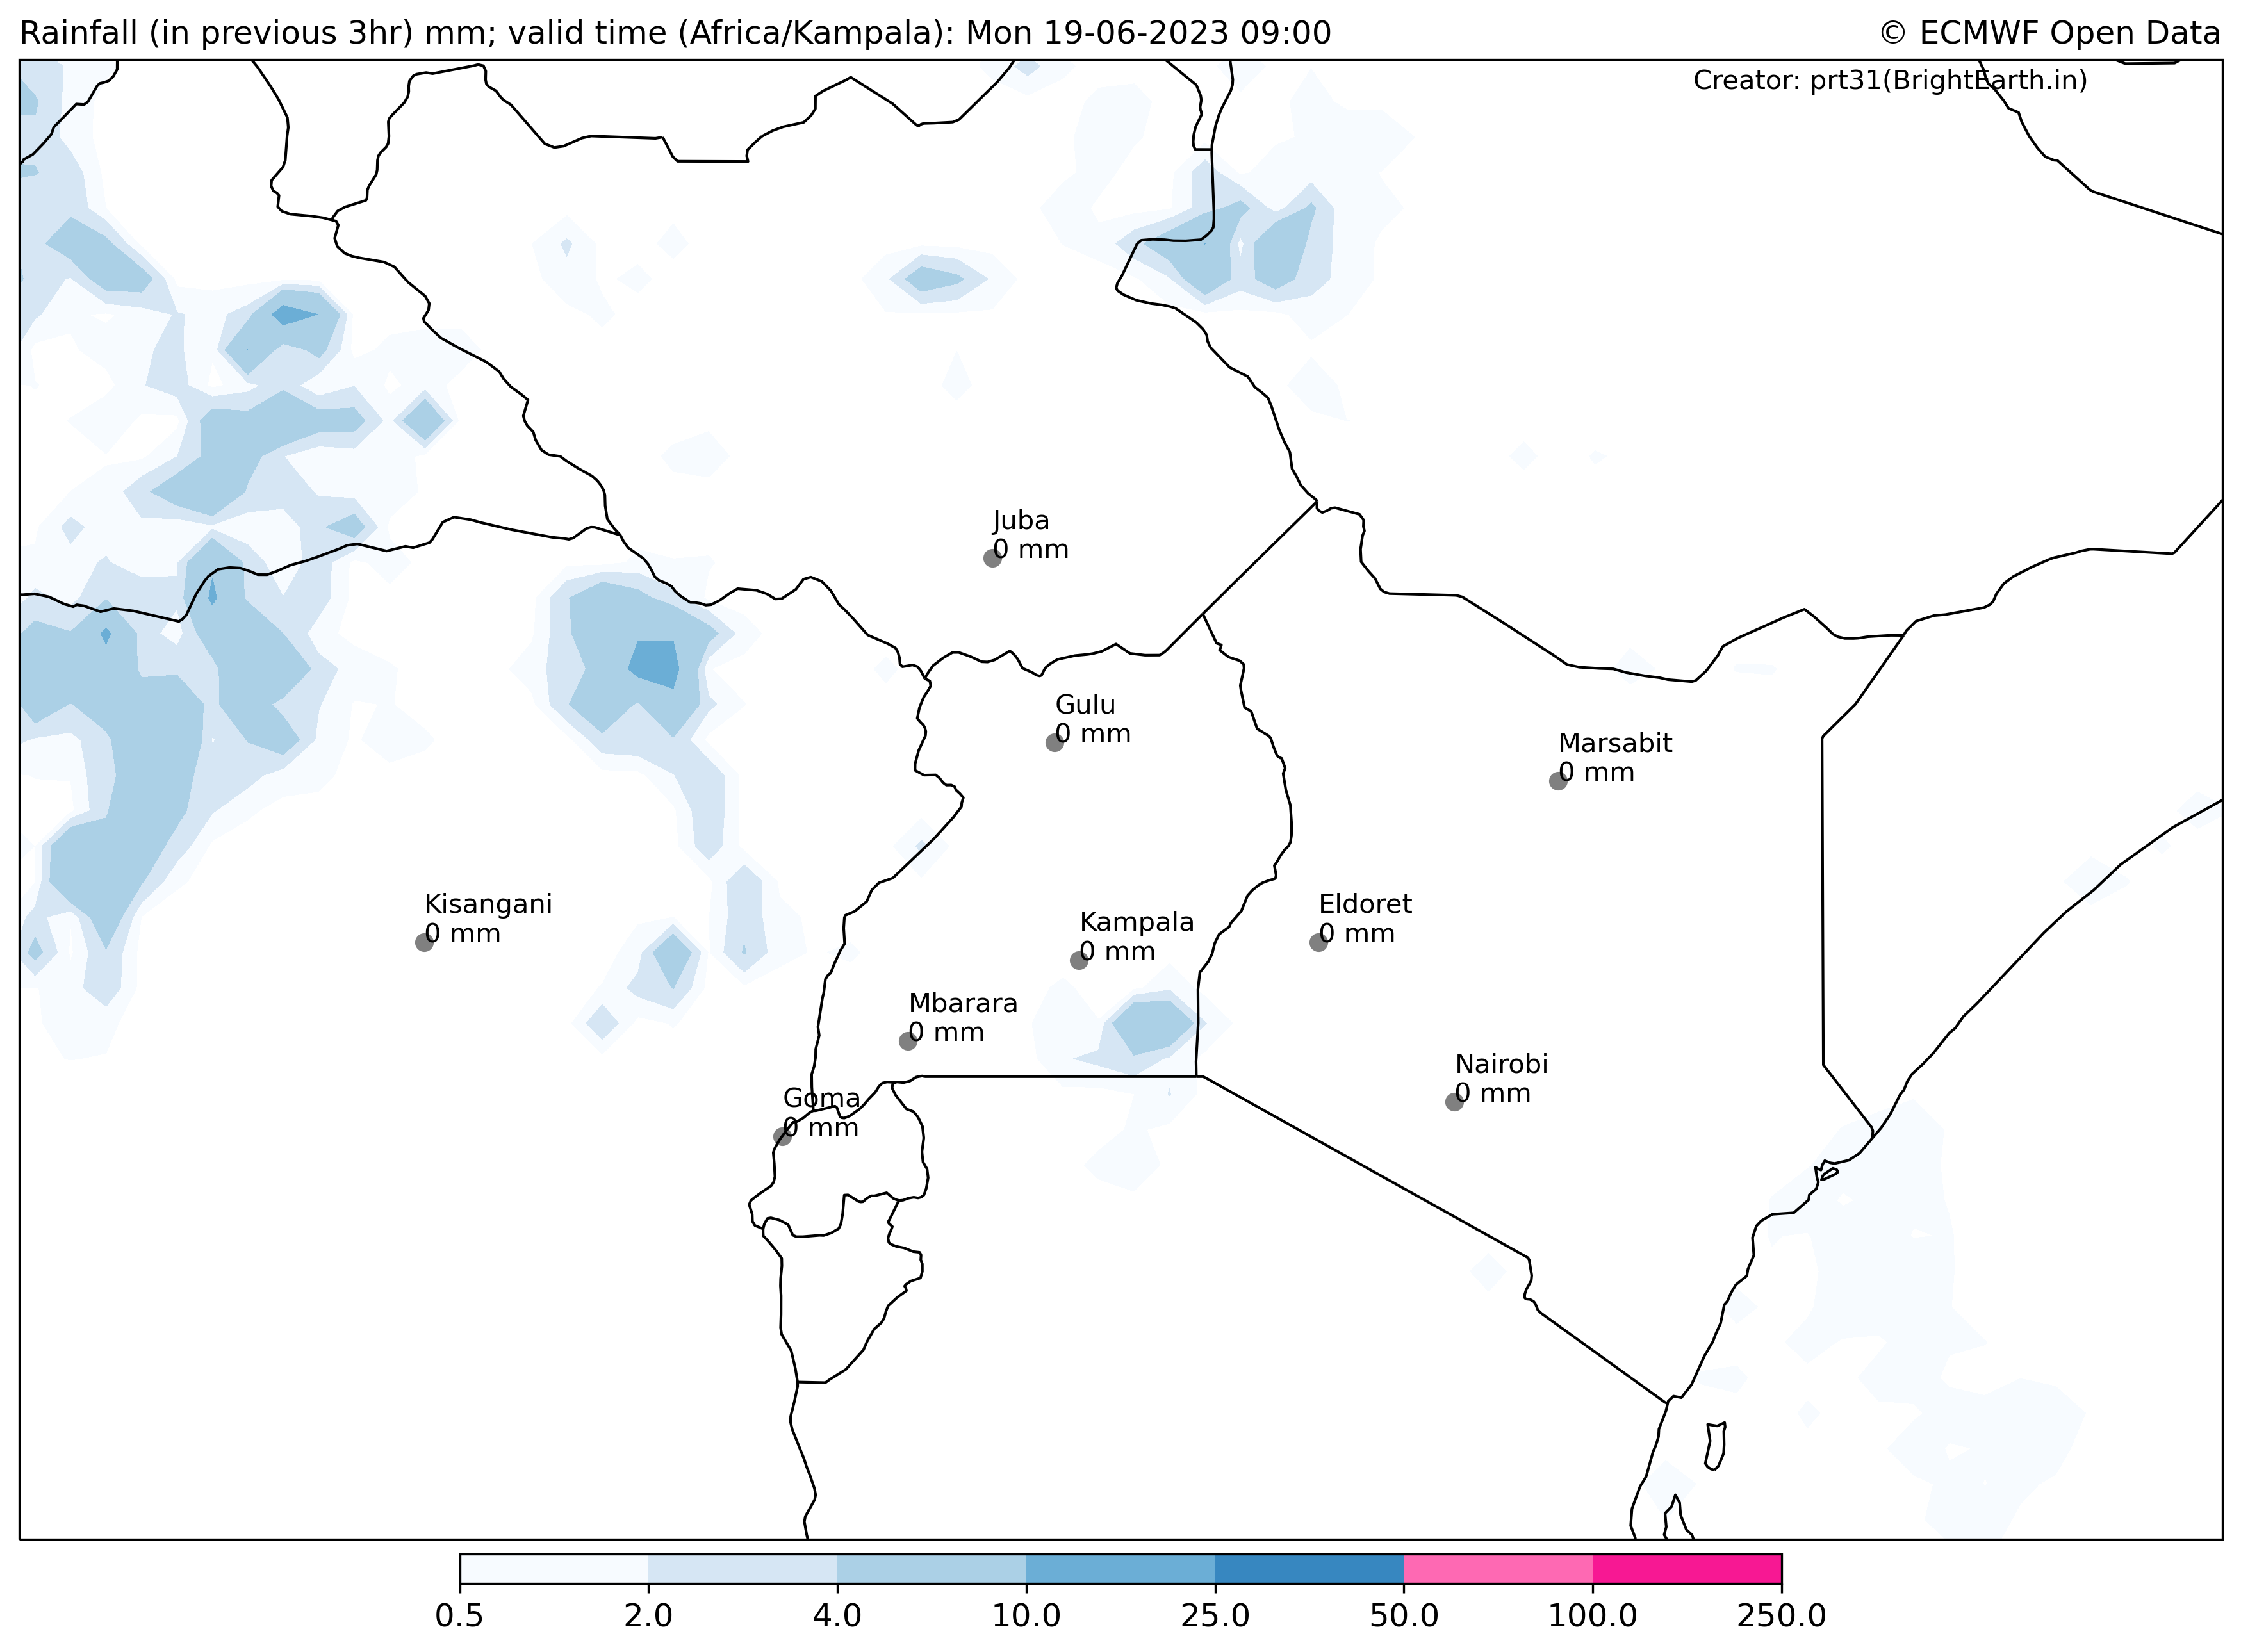 Rainfall (in previous 3hr) mm; valid time (Africa/Kampala): Mon 19-06-2023 09:00
© ECMWF Open Data
Creator: prt31(BrightEarth.in)
Juba
0 mm
Gulu
0 mm
Marsabit
0 mm
Kisangani
0 mm
Eldoret
0 mm
Kampala
0 mm
Mbarara
0 mm
Nairobi
0 mm
Goma
0 mm
0.5 2.0 4.0 10.0 25.0 50.0 100.0 250.0